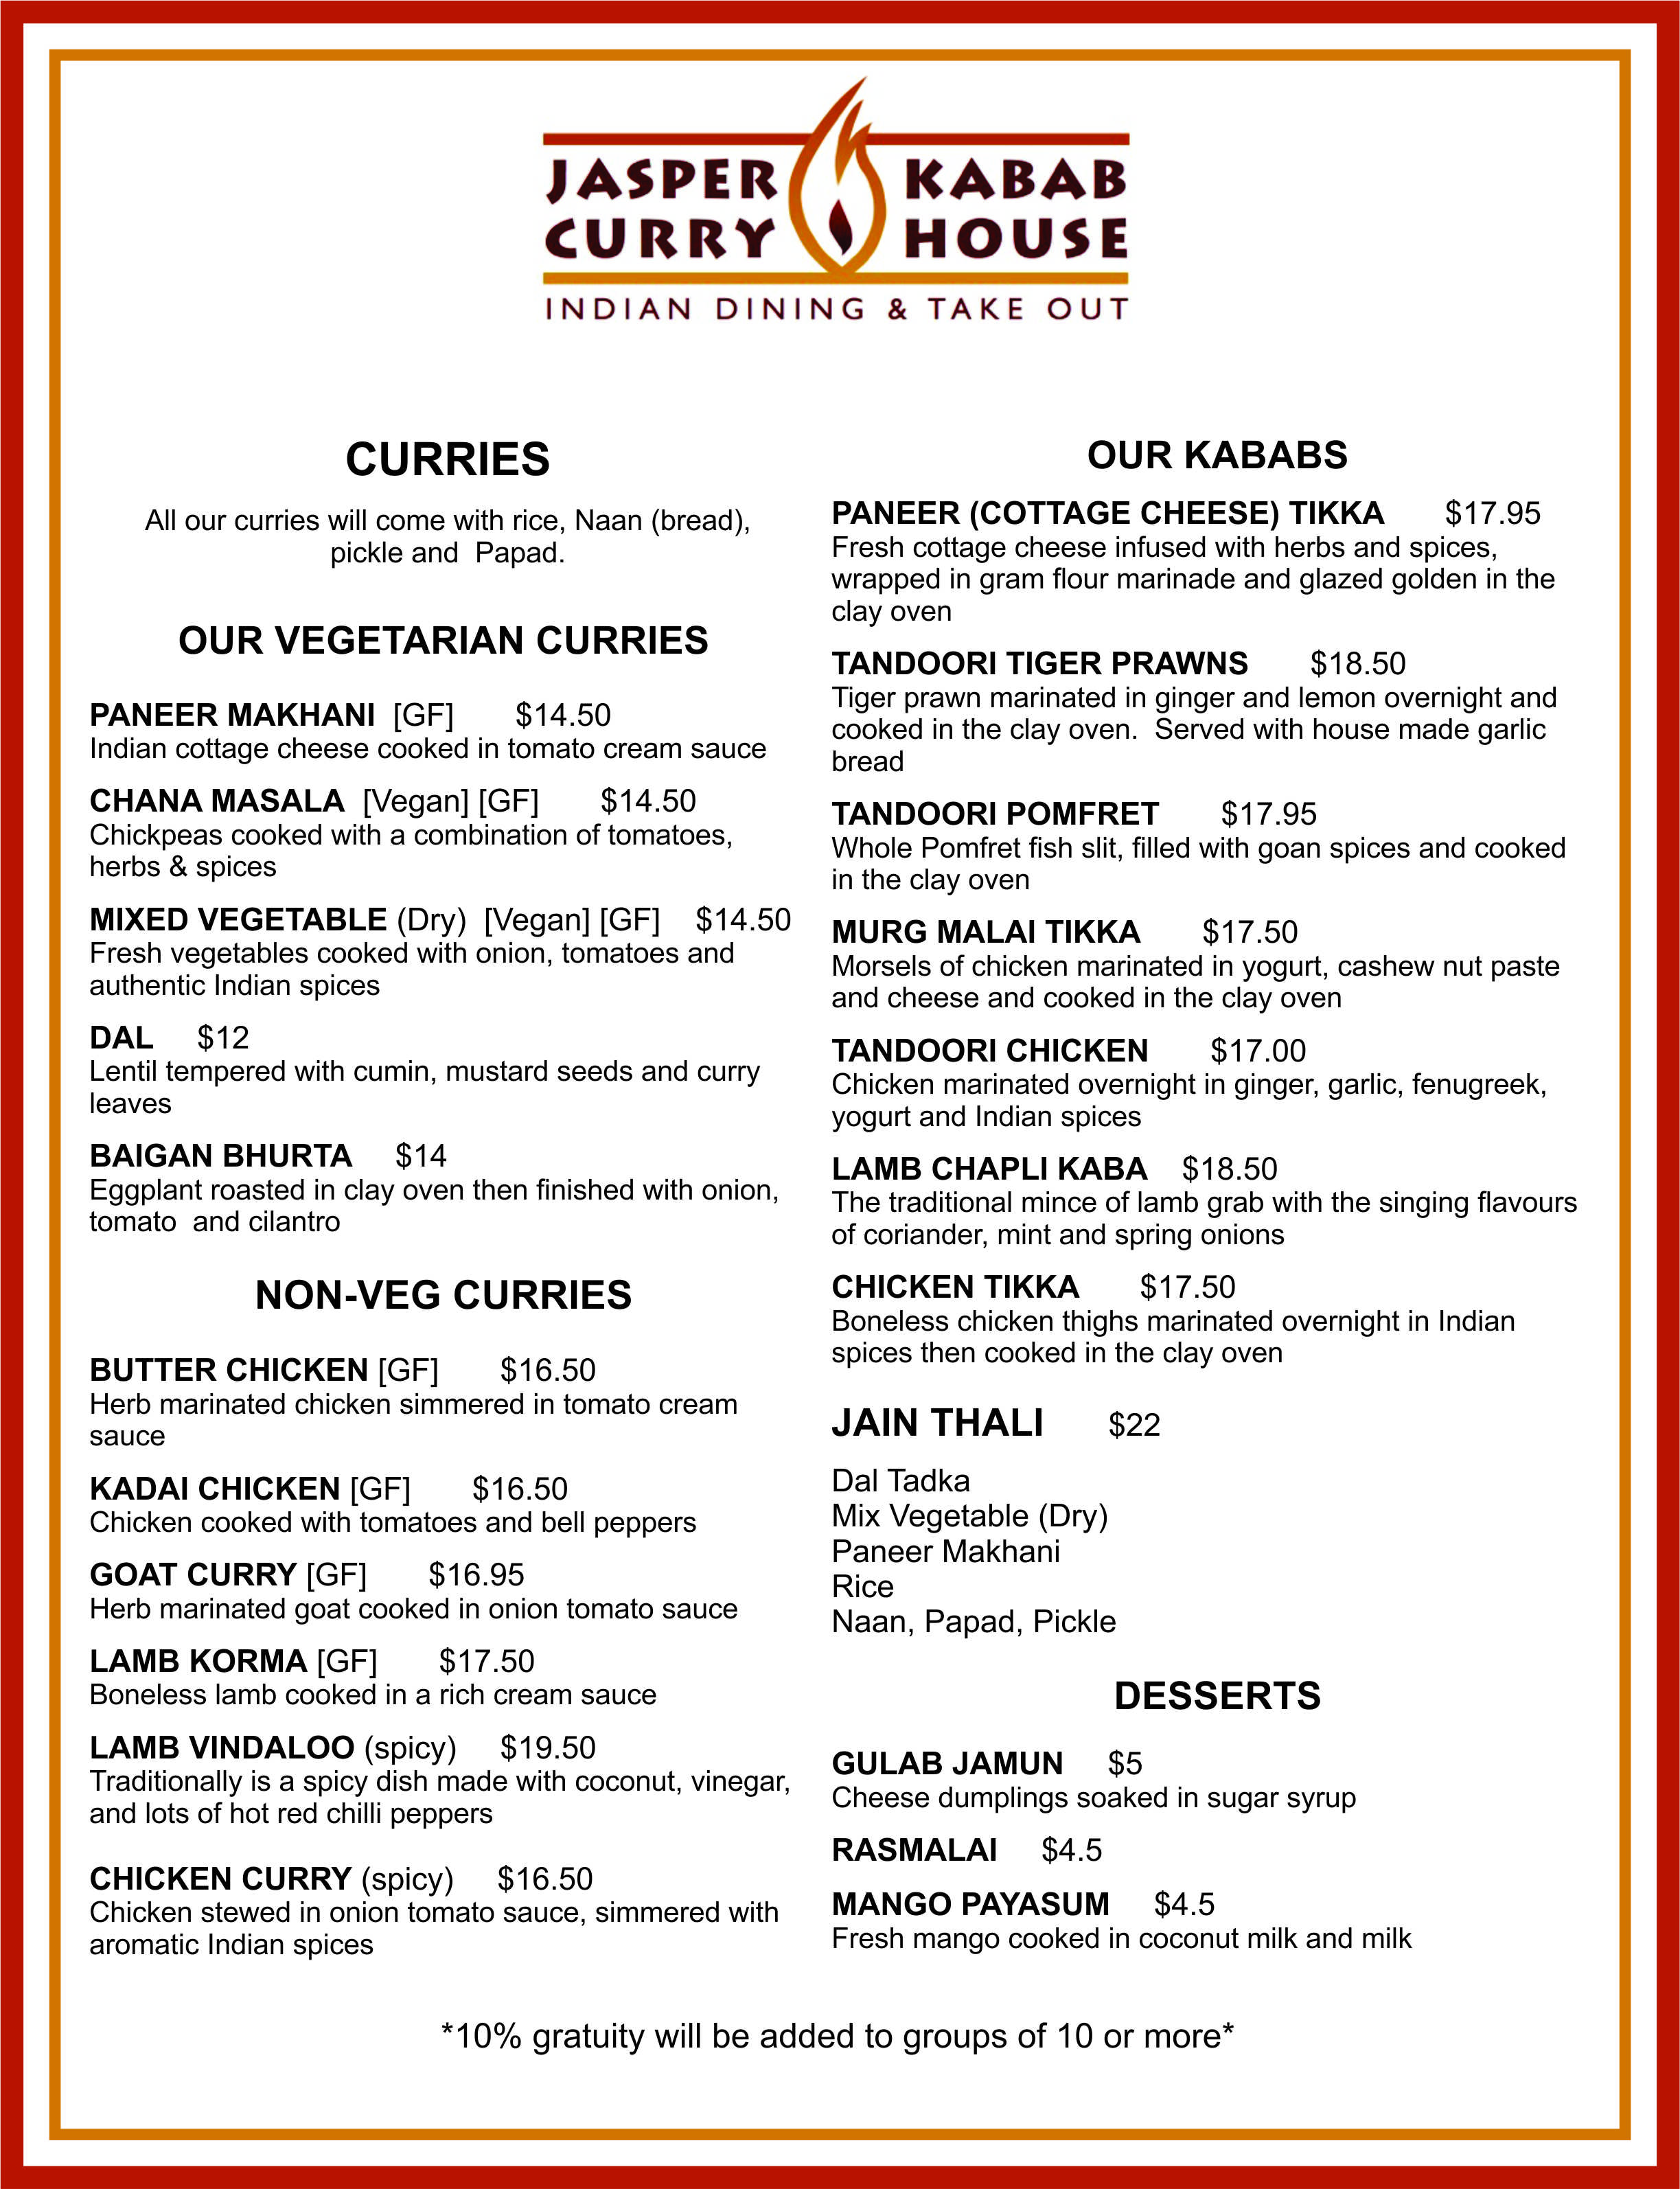 JASPER KABAB
CURRY HOUSE
INDIAN DINING & TAKE OUT
CURRIES
All our curries will come with rice, Naan (bread),
pickle and Papad.
OUR VEGETARIAN CURRIES
PANEER MAKHANI [GF] $14.50
Indian cottage cheese cooked in tomato cream sauce
CHANA MASALA [Vegan] [GF] $14.50
Chickpeas cooked with a combination of tomatoes,
herbs & spices
MIXED VEGETABLE (Dry) [Vegan] [GF] $14.50
Fresh vegetables cooked with onion, tomatoes and
authentic Indian spices
DAL $12
Lentil tempered with cumin, mustard seeds and curry
leaves
BAIGAN BHURTA $14
Eggplant roasted in clay oven then finished with onion,
tomato and cilantro
NON-VEG CURRIES
BUTTER CHICKEN [GF] $16.50
Herb marinated chicken simmered in tomato cream
sauce
KADAI CHICKEN [GF] $16.50
Chicken cooked with tomatoes and bell peppers
GOAT CURRY [GF] $16.95
Herb marinated goat cooked in onion tomato sauce
LAMB KORMA [GF] $17.50
Boneless lamb cooked in a rich cream sauce
LAMB VINDALOO (spicy) $19.50
Traditionally is a spicy dish made with coconut, vinegar,
and lots of hot red chilli peppers
CHICKEN CURRY (spicy) $16.50
Chicken stewed in onion tomato sauce, simmered with
aromatic Indian spices
OUR KABABS
PANEER (COTTAGE CHEESE) TIKKA $17.95
Fresh cottage cheese infused with herbs and spices,
wrapped in gram flour marinade and glazed golden in the
clay oven
TANDOORI TIGER PRAWNS $18.50
Tiger prawn marinated in ginger and lemon overnight and
cooked in the clay oven. Served with house made garlic
bread
TANDOORI POMFRET $17.95
Whole Pomfret fish slit, filled with goan spices and cooked
in the clay oven
MURG MALAI TIKKA $17.50
Morsels of chicken marinated in yogurt, cashew nut paste
and cheese and cooked in the clay oven
TANDOORI CHICKEN $17.00
Chicken marinated overnight in ginger, garlic, fenugreek,
yogurt and Indian spices
LAMB CHAPLI KABA $18.50
The traditional mince of lamb grab with the singing flavours
of coriander, mint and spring onions
CHICKEN TIKKA $17.50
Boneless chicken thighs marinated overnight in Indian
spices then cooked in the clay oven
JAIN THALI $22
Dal Tadka
Mix Vegetable (Dry)
Paneer Makhani
Rice
Naan, Papad, Pickle
DESSERTS
GULAB JAMUN $5
Cheese dumplings soaked in sugar syrup
RASMALAI $4.5
MANGO PAYASUM $4.5
Fresh mango cooked in coconut milk and milk
*10% gratuity will be added to groups of 10 or more*